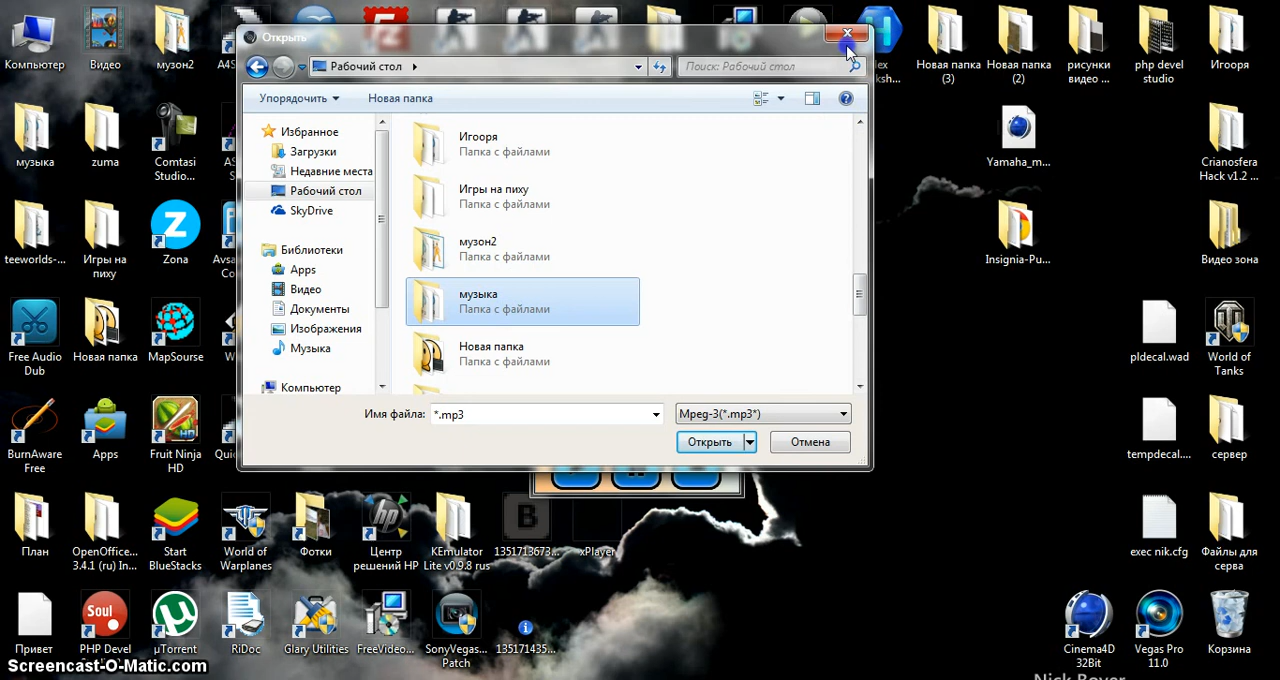 Открыть
Рабочий стол
Поиск: Рабочий стол
Упорядочить
Новая папка
Избранное
Загрузки
Недавние места
Рабочий стол
SkyDrive
Библиотеки
Apps
Видео
Документы
Изображения
Музыка
Компьютер
Игооря
Папка с файлами
Игры на пиху
Папка с файлами
музон2
Папка с файлами
музыка
Папка с файлами
Новая папка
Папка с файлами
Имя файла:
*.mp3
Mpeg-3(*.mp3*)
Открыть
Отмена
Компьютер
Видео
музон2
Новая папка
(3)
Новая папка
(2)
рисунки
видео ...
php devel
studio
Игооря
музыка
zuma
Comtasi
Studio...
Yamaha_m...
Crianosfera
Hack v1.2 ...
teeworlds-...
Игры на
пиху
Zona
Insignia-Pu...
Видео зона
Free Audio
Dub
Новая папка
MapSourse
pldecal.wad
World of
Tanks
BurnAware
Free
Apps
Fruit Ninja
HD
tempdecal....
сервер
План
OpenOffice...
3.4.1 (ru) In...
Start
BlueStacks
World of
Warplanes
Фотки
Центр
решений HP
KEmulator
Lite v0.9.8 rus
1351713673...
xPlayer
exec nik.cfg
Файлы для
серва
Привет
Soul
PHP Devel
µTorrent
RiDoc
Glary Utilities
FreeVideo...
SonyVegas...
Patch
135171435...
Cinema4D
32Bit
Vegas Pro
11.0
Корзина
Screencast-O-Matic.com